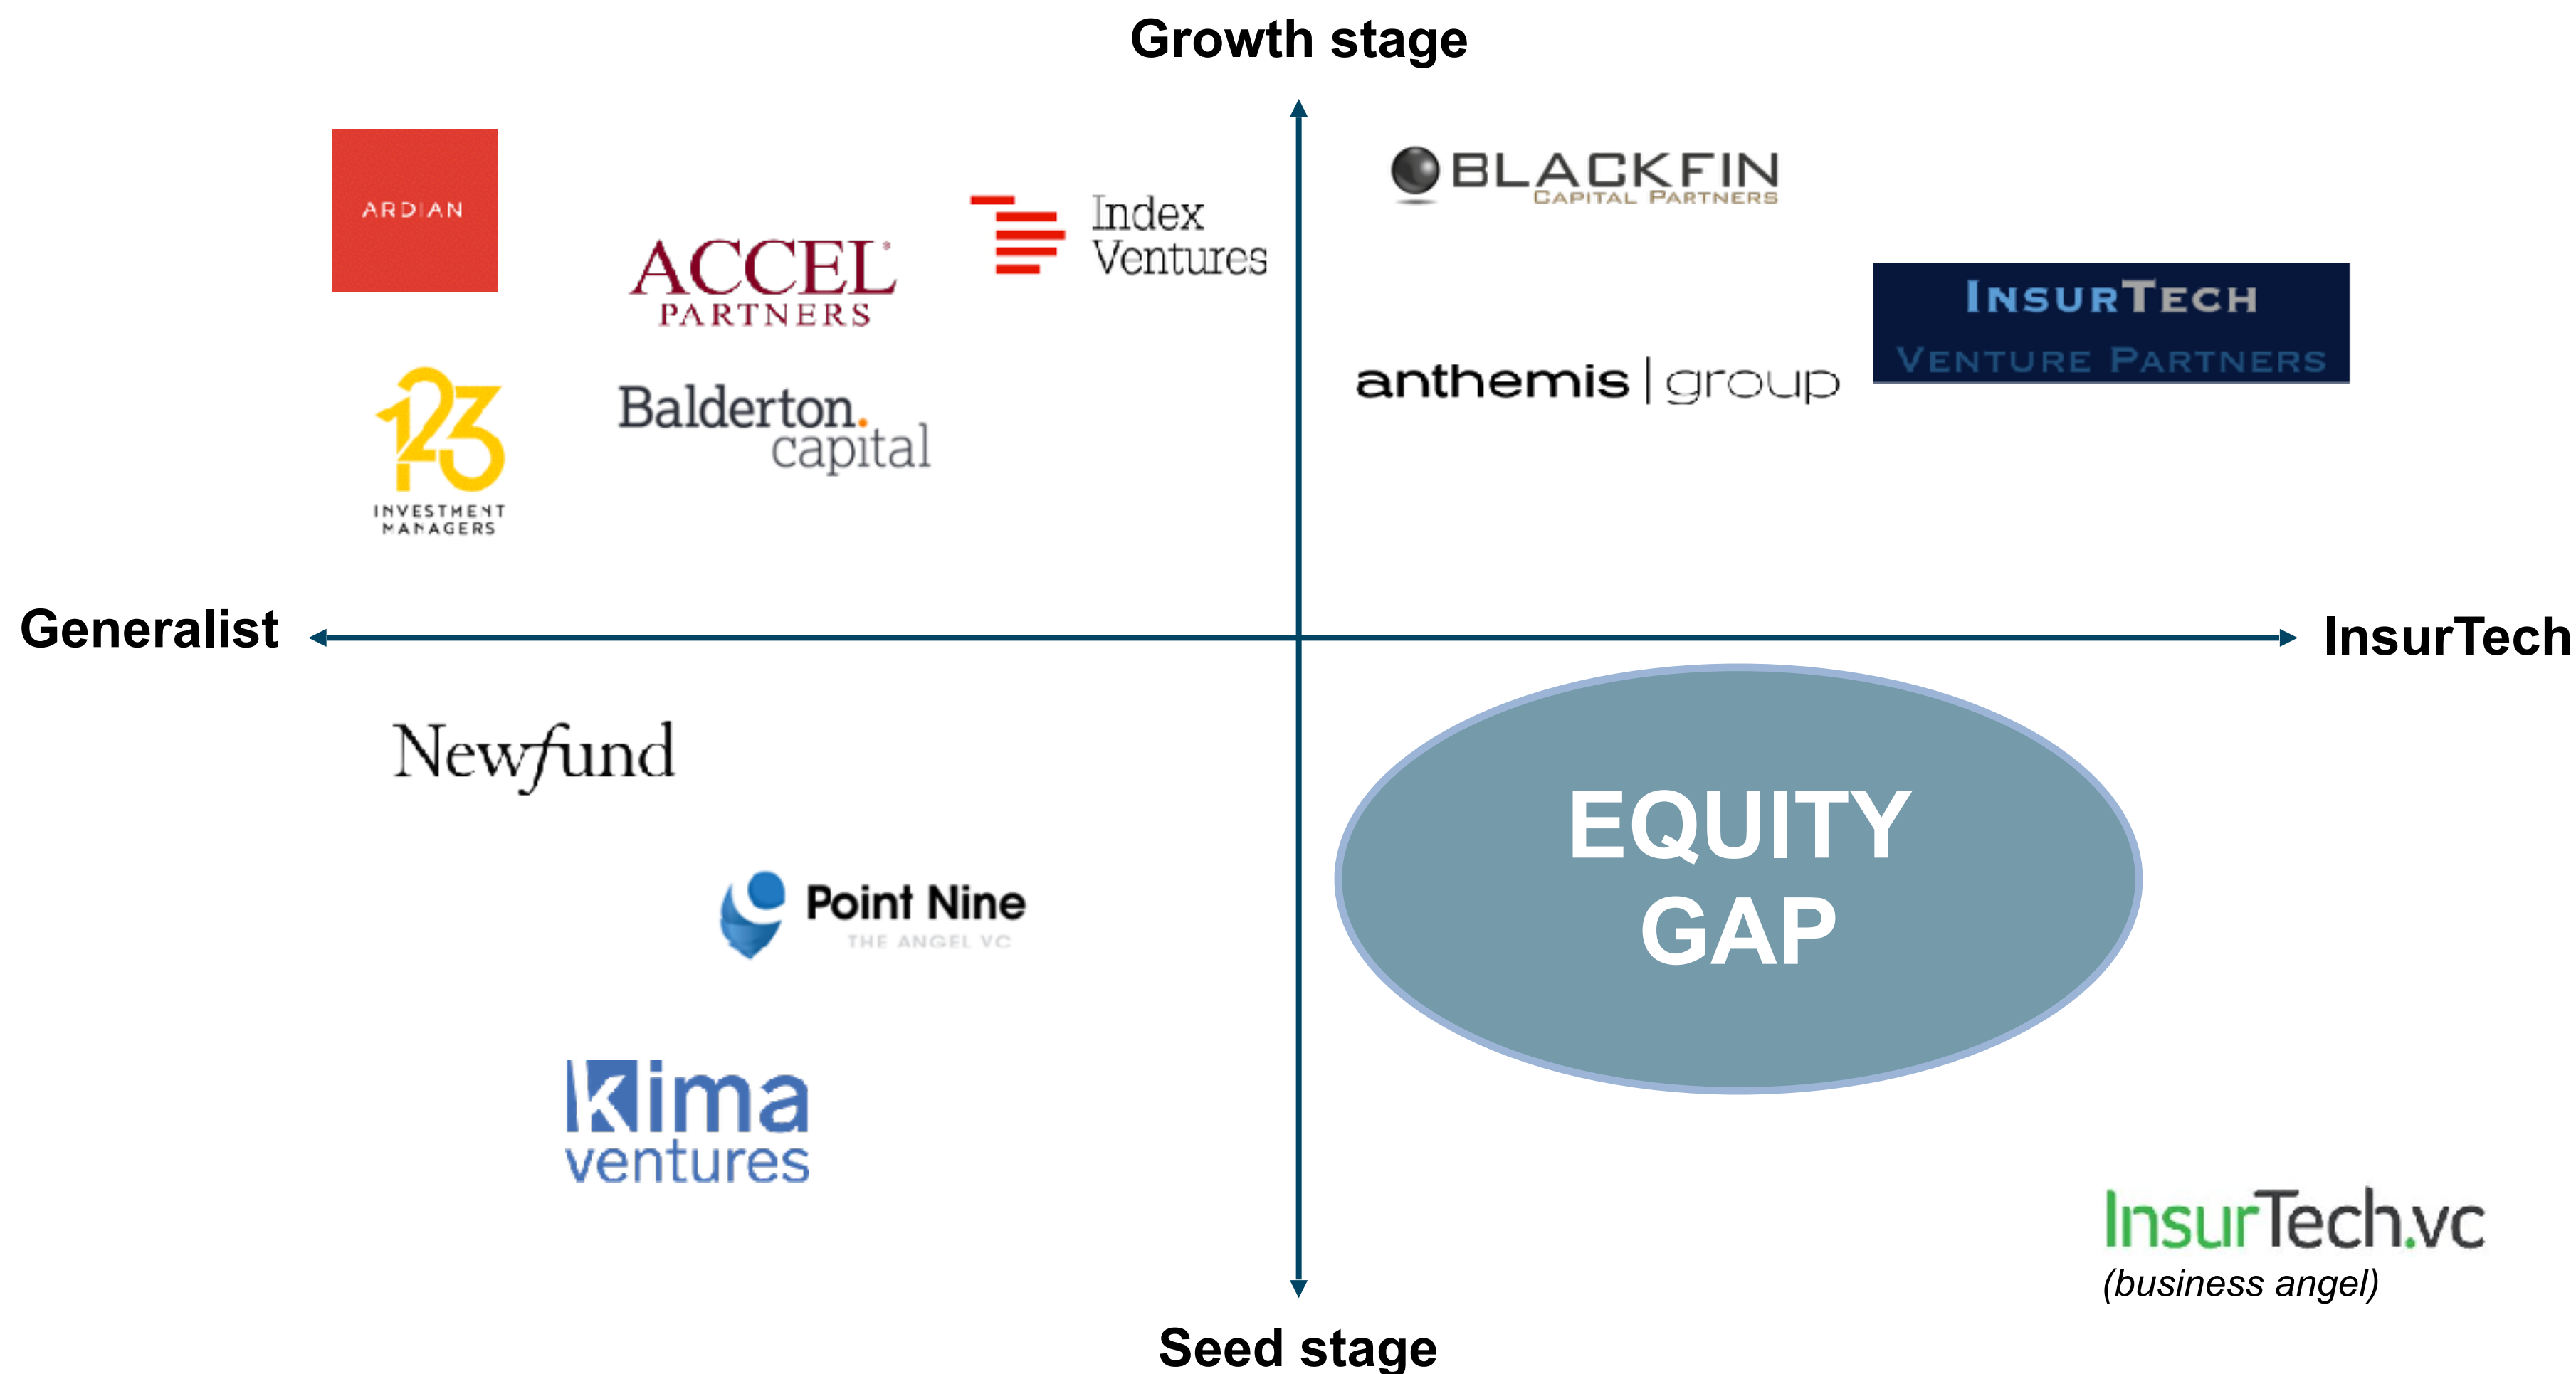 Growth stage
ARDIAN
ACCEL®
PARTNERS
Index
Ventures
BLACKFIN
CAPITAL PARTNERS
INSURTECH
VENTURE PARTNERS
anthemis|group
123
INVESTMENT
MANAGERS
Balderton.
capital
Generalist
InsurTech
Newfund
Point Nine
THE ANGEL VC
EQUITY
GAP
kima
ventures
InsurTech.vc
(business angel)
Seed stage